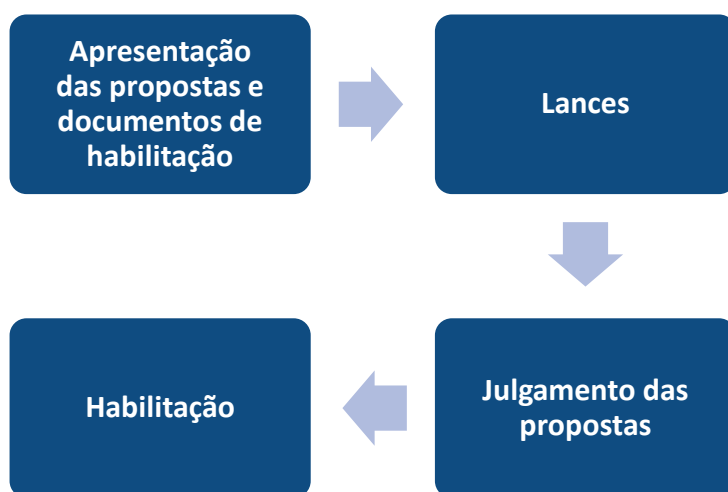 Apresentação
das propostas e
documentos de
habilitação
Lances
Julgamento das
propostas
Habilitação